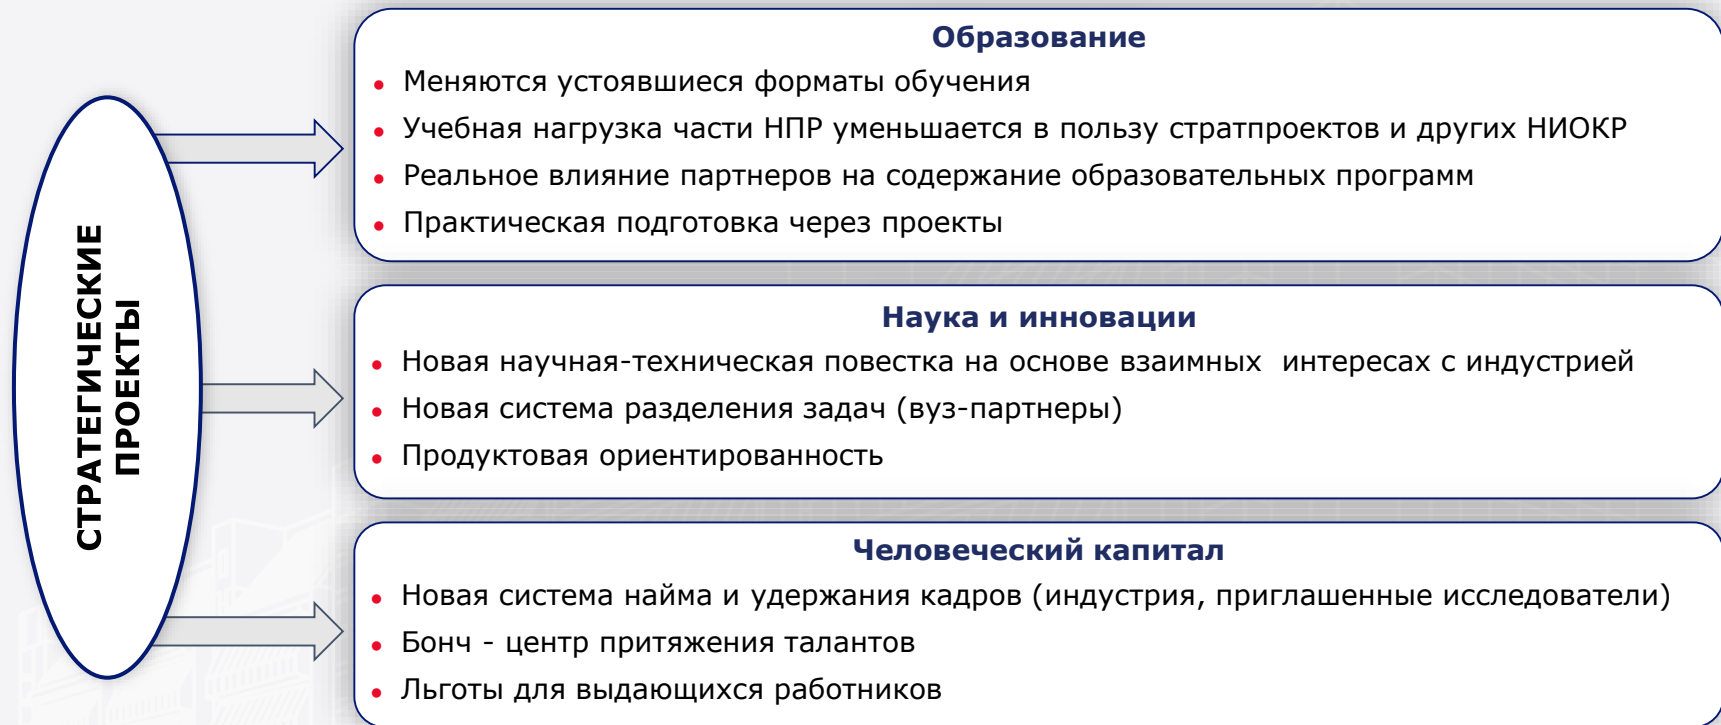 СТРАТЕГИЧЕСКИЕ
ПРОЕКТЫ
Образование
• Меняются устоявшиеся форматы обучения
• Учебная нагрузка части НПР уменьшается в пользу стратпроектов и других НИОКР
• Реальное влияние партнеров на содержание образовательных программ
• Практическая подготовка через проекты
Наука и инновации
• Новая научная-техническая повестка на основе взаимных интересах с индустрией
• Новая система разделения задач (вуз-партнеры)
• Продуктовая ориентированность
Человеческий капитал
• Новая система найма и удержания кадров (индустрия, приглашенные исследователи)
• Бонч - центр притяжения талантов
• Льготы для выдающихся работников